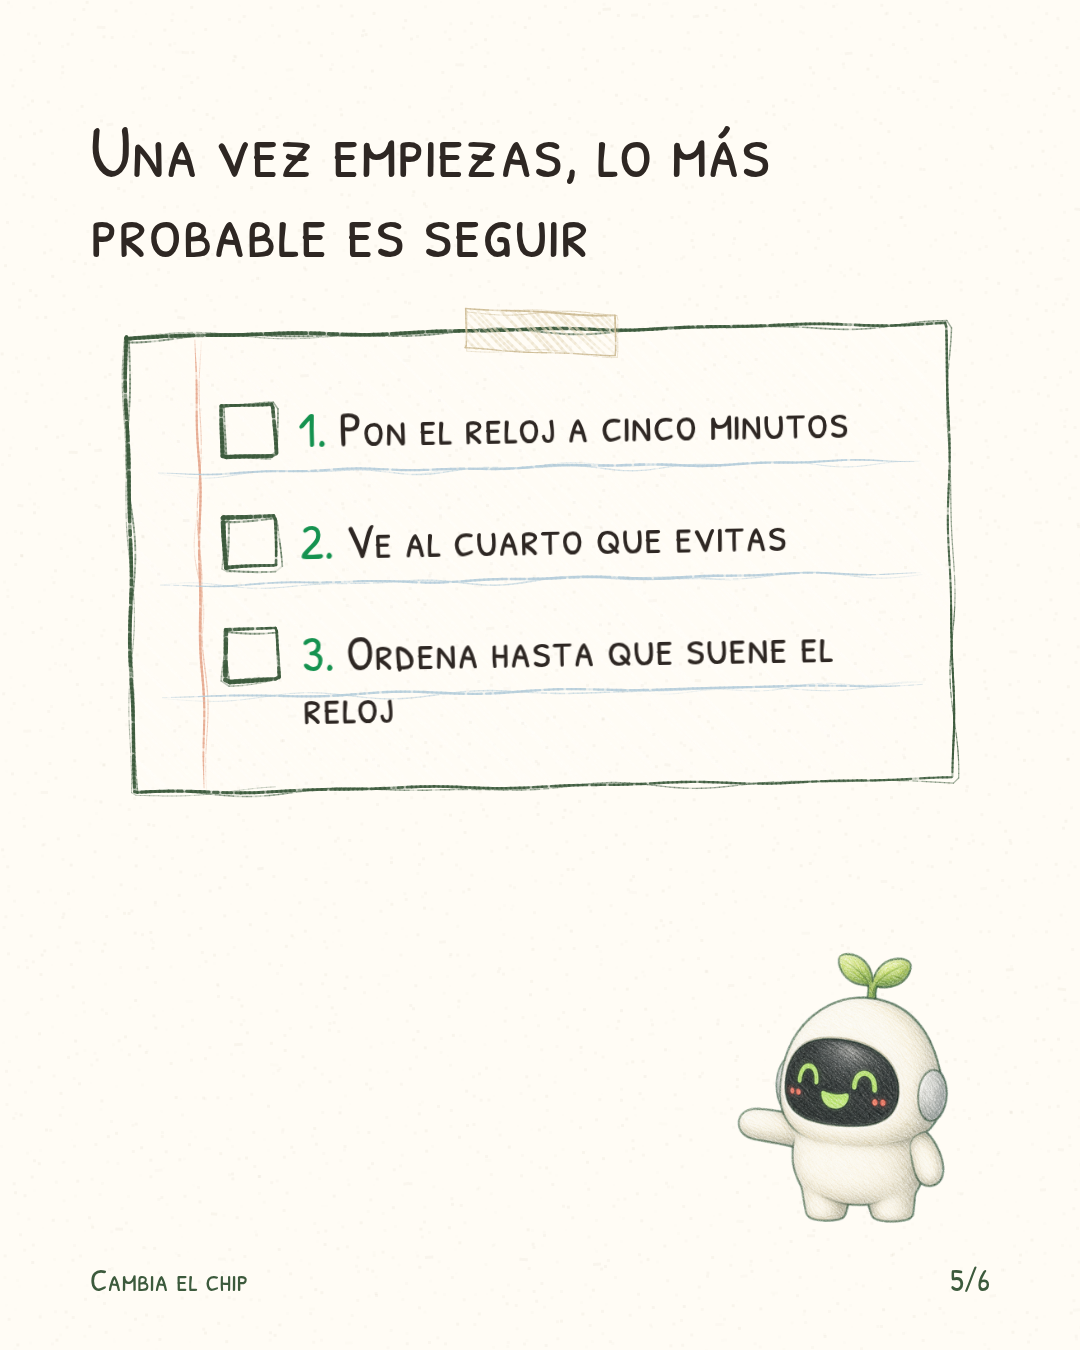 Una vez empiezas, lo más
probable es seguir
1. Pon el reloj a cinco minutos
2. Ve al cuarto que evitas
3. Ordena hasta que suene el
reloj
Cambia el chip
5/6